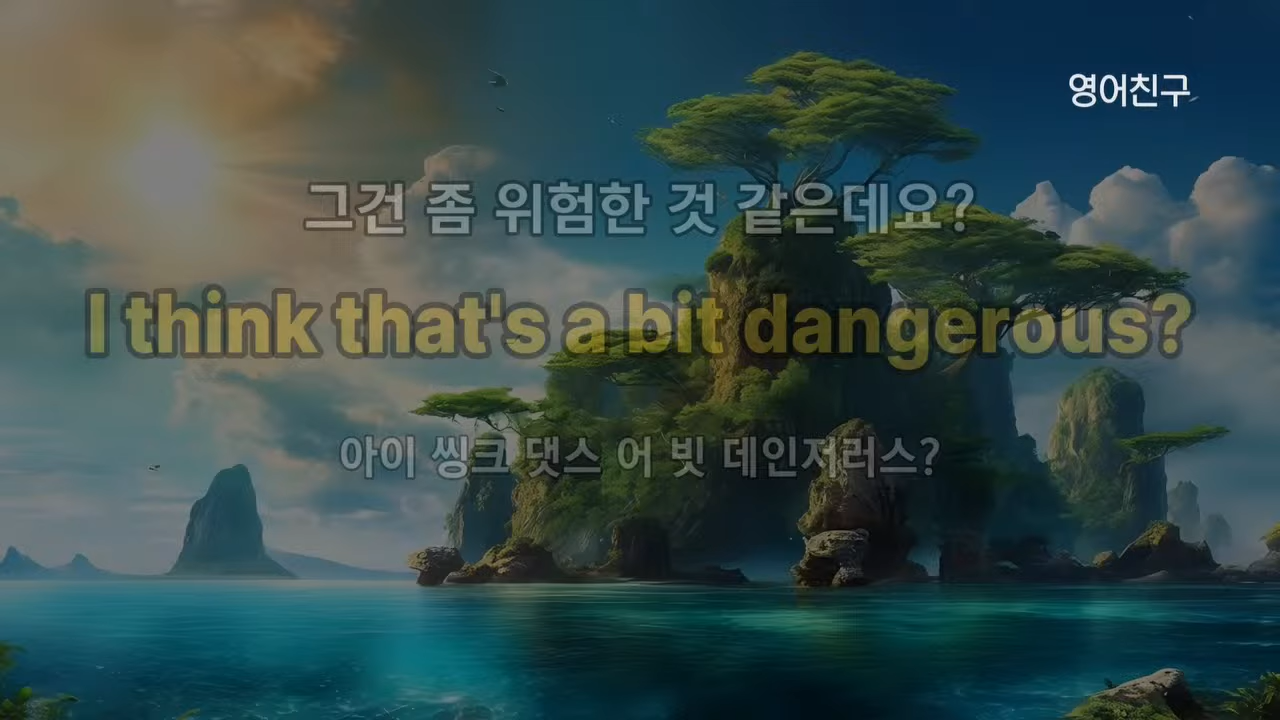 영어친구
그건 좀 위험한 것 같은데요?
I think that's a bit dangerous?
아이 씽크 댓스 어 빗 데인저러스?